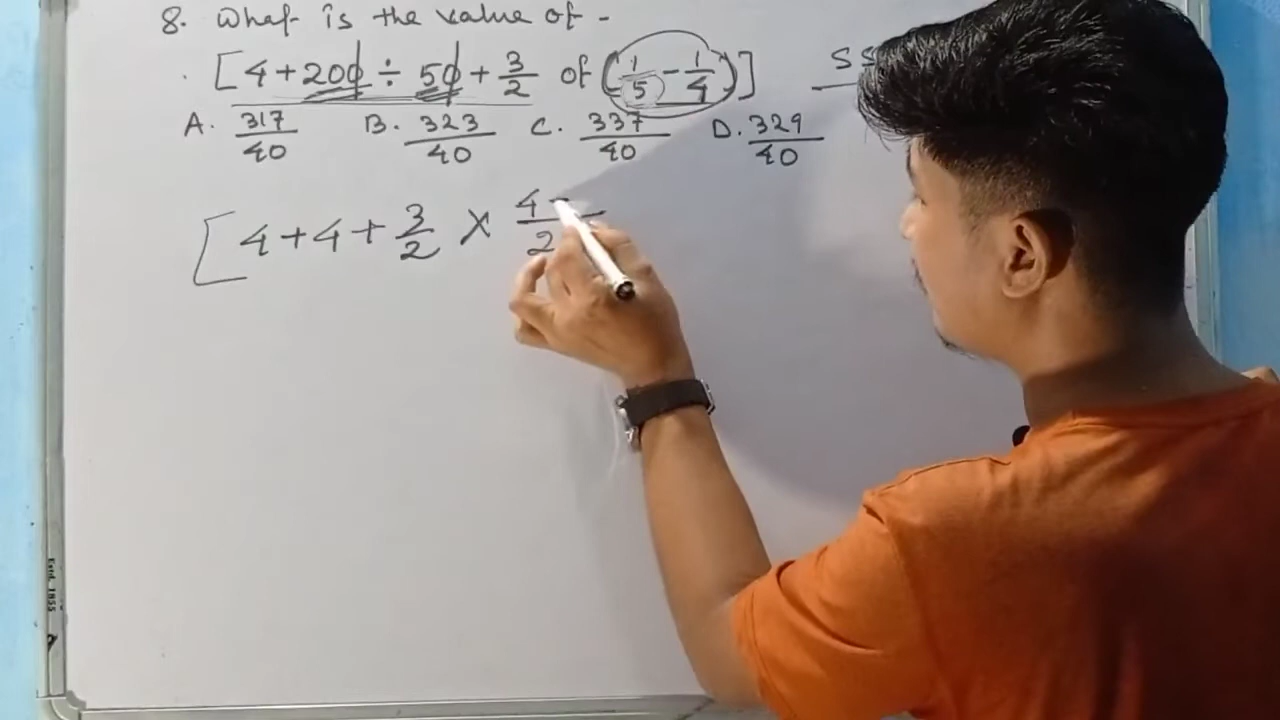 8. What is the value of -
[4+200÷50+3/2 of (1/5-1/4)] SS
A. 317/40 B. 323/40 C. 337/40 D. 329/40
[4+4+3/2 × 4-
2